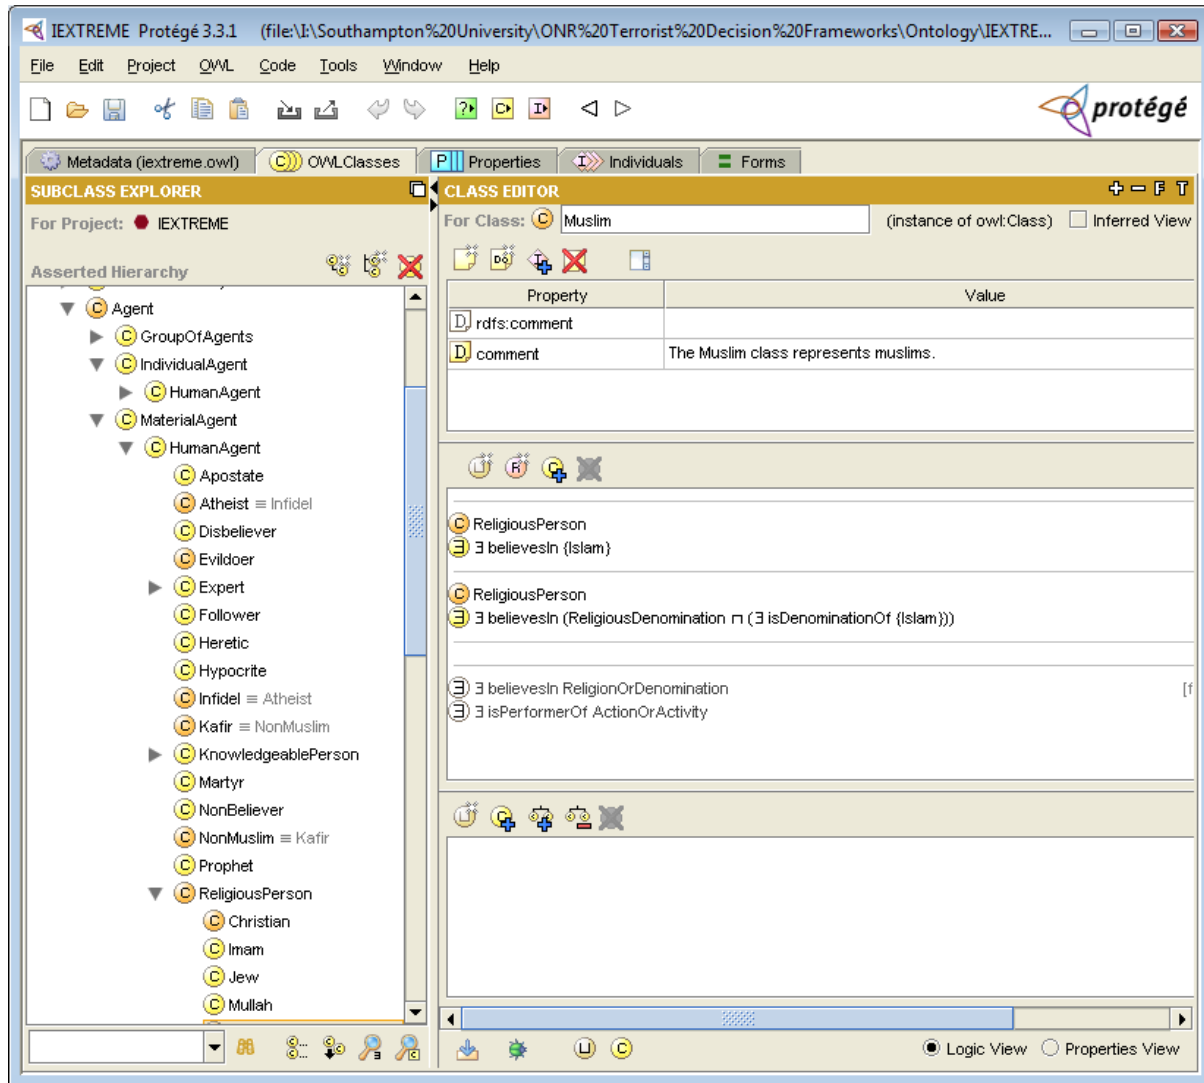 IEXTREME Protégé 3.3.1 (file:\I:\Southampton%20University\ONR%20Terrorist%20Decision%20Frameworks\Ontology\IEXTRE...
File Edit Project OWL Code Tools Window Help
protégé
Metadata (iextreme.owl) OWLClasses Properties Individuals Forms
SUBCLASS EXPLORER
For Project: IEXTREME
Asserted Hierarchy
Agent
GroupOfAgents
IndividualAgent
HumanAgent
MaterialAgent
HumanAgent
Apostate
Atheist ≡ Infidel
Disbeliever
Evildoer
Expert
Follower
Heretic
Hypocrite
Infidel ≡ Atheist
Kafir ≡ NonMuslim
KnowledgeablePerson
Martyr
NonBeliever
NonMuslim ≡ Kafir
Prophet
ReligiousPerson
Christian
Imam
Jew
Mullah
CLASS EDITOR
For Class: Muslim (instance of owl:Class) Inferred View
Property Value
rdfs:comment
comment The Muslim class represents muslims.
ReligiousPerson
∃ believesIn {Islam}
ReligiousPerson
∃ believesIn (ReligiousDenomination ⊓ (∃ isDenominationOf {Islam}))
∃ believesIn ReligionOrDenomination [f
∃ isPerformerOf ActionOrActivity
Logic View Properties View